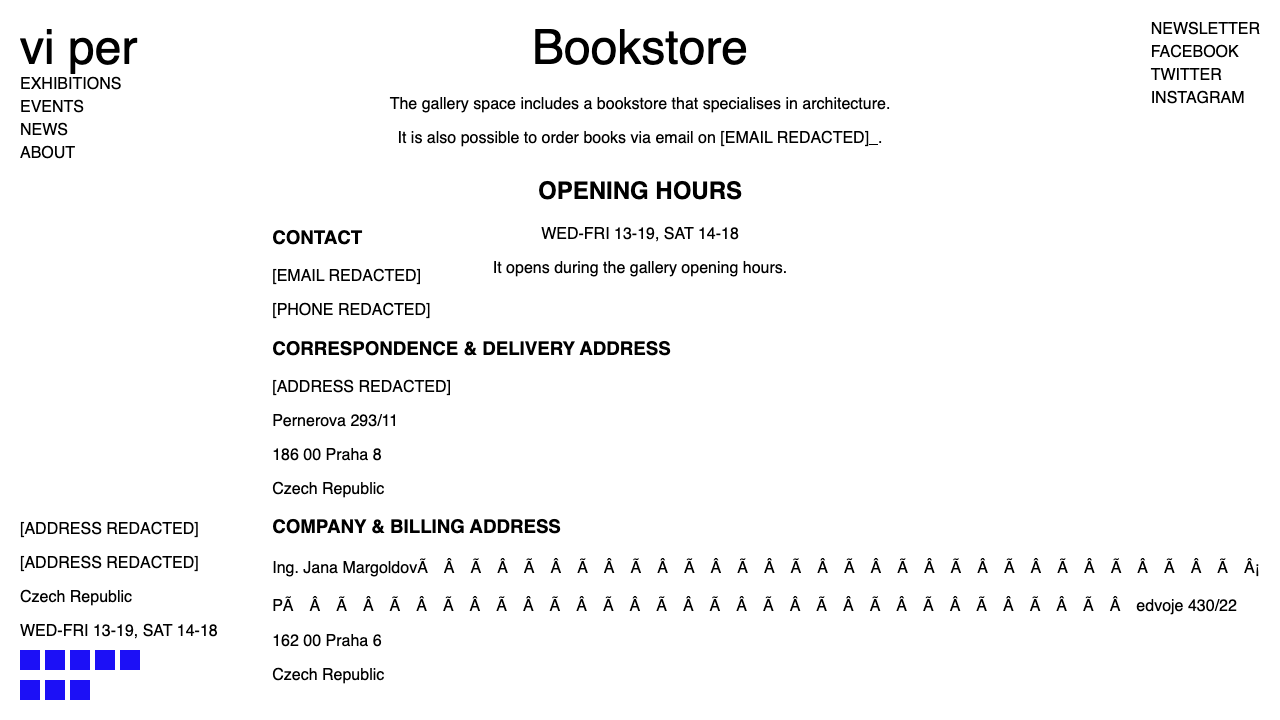 vi per
EXHIBITIONS
EVENTS
NEWS
ABOUT
Bookstore
The gallery space includes a bookstore that specialises in architecture.
It is also possible to order books via email on [EMAIL REDACTED]_.
NEWSLETTER
FACEBOOK
TWITTER
INSTAGRAM
OPENING HOURS
WED-FRI 13-19, SAT 14-18
It opens during the gallery opening hours.
CONTACT
[EMAIL REDACTED]
[PHONE REDACTED]
CORRESPONDENCE & DELIVERY ADDRESS
[ADDRESS REDACTED]
Pernerova 293/11
186 00 Praha 8
Czech Republic
COMPANY & BILLING ADDRESS
Ing. Jana MargoldovÃ Â Ã Â Ã Â Ã Â Ã Â Ã Â Ã Â Ã Â Ã Â Ã Â Ã Â Ã Â Ã Â Ã Â Ã Â Ã Â¡
PÃ Â Ã Â Ã Â Ã Â Ã Â Ã Â Ã Â Ã Â Ã Â Ã Â Ã Â Ã Â Ã Â Ã Â Ã Â Ã Â edvoje 430/22
162 00 Praha 6
Czech Republic
[ADDRESS REDACTED]
[ADDRESS REDACTED]
Czech Republic
WED-FRI 13-19, SAT 14-18